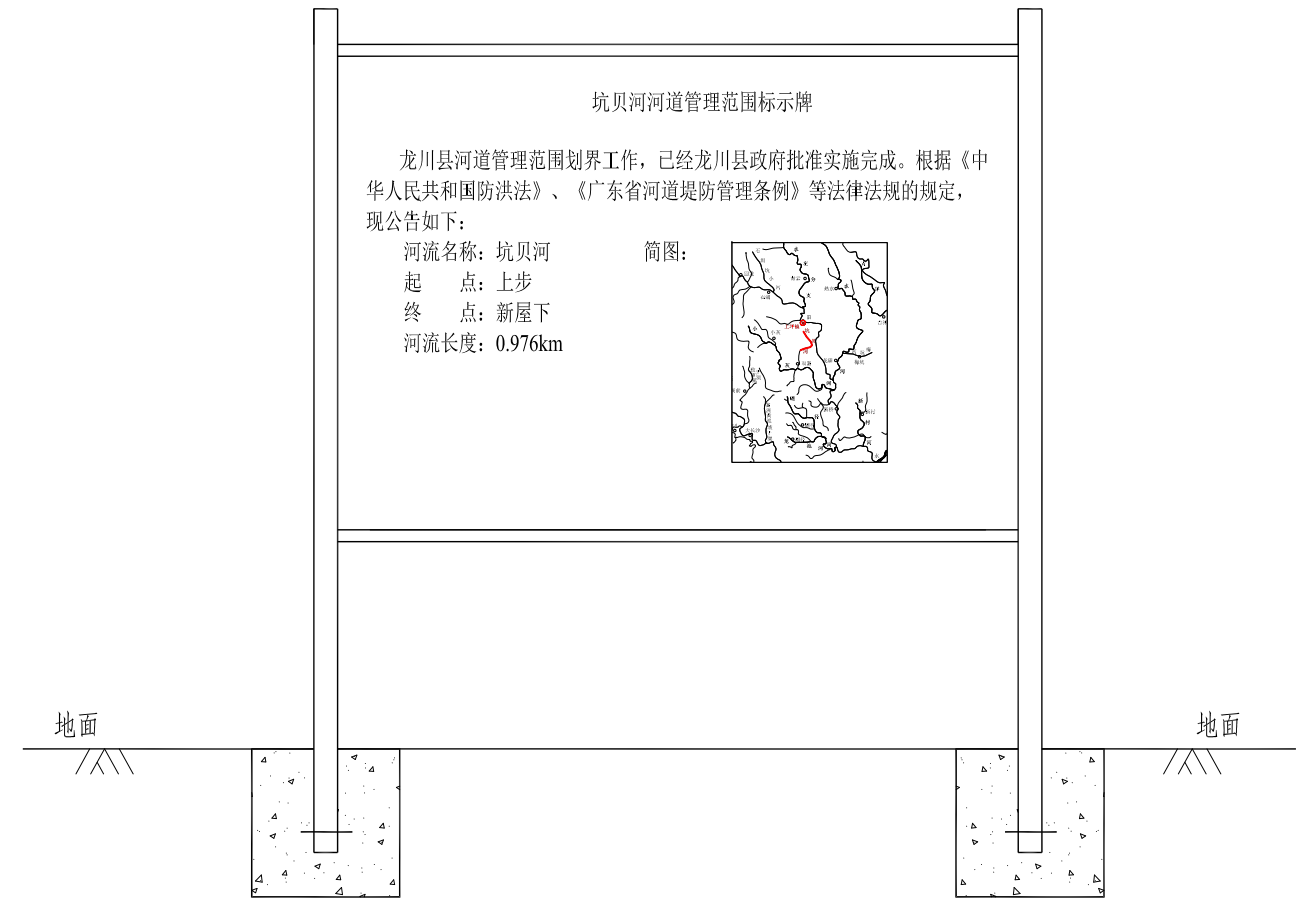 坑贝河河道管理范围标示牌
龙川县河道管理范围划界工作，已经龙川县政府批准实施完成。根据《中
华人民共和国防洪法》、《广东省河道堤防管理条例》等法律法规的规定，
现公告如下：
河流名称：坑贝河 简图：
起 点：上步
终 点：新屋下
河流长度：0.976km
上坪镇
地面
地面